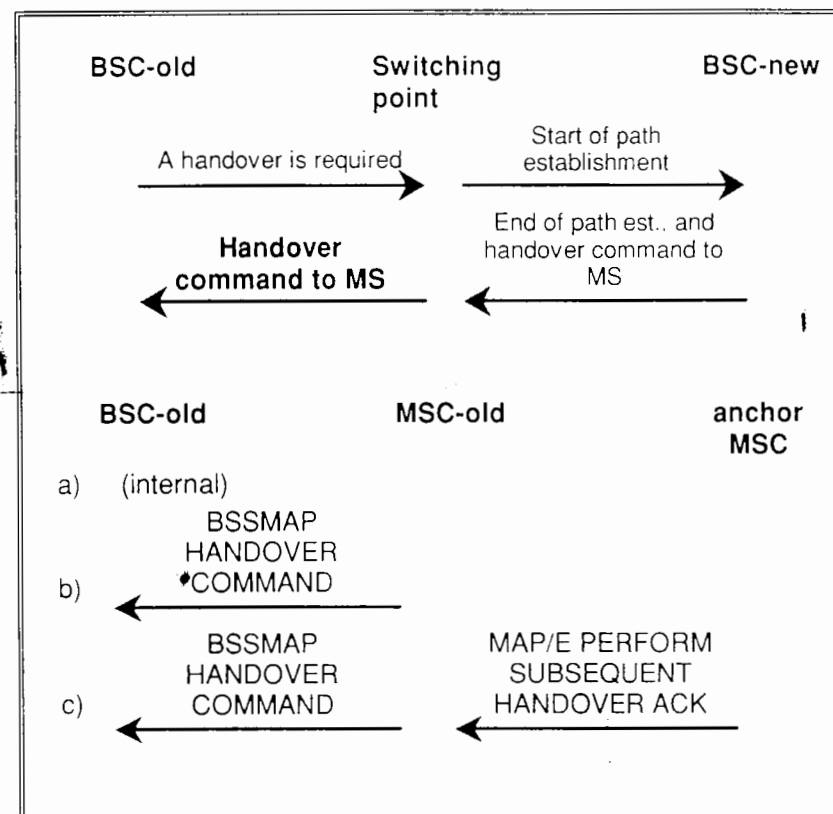 BSC-old Switching point BSC-new
A handover is required
Start of path
establishment
Handover
command to MS
End of path est., and
handover command to
MS
BSC-old MSC-old anchor
MSC
a) (internal)
b)
BSSMAP
HANDOVER
COMMAND
c)
BSSMAP
HANDOVER
COMMAND
MAP/E PERFORM
SUBSEQUENT
HANDOVER ACK